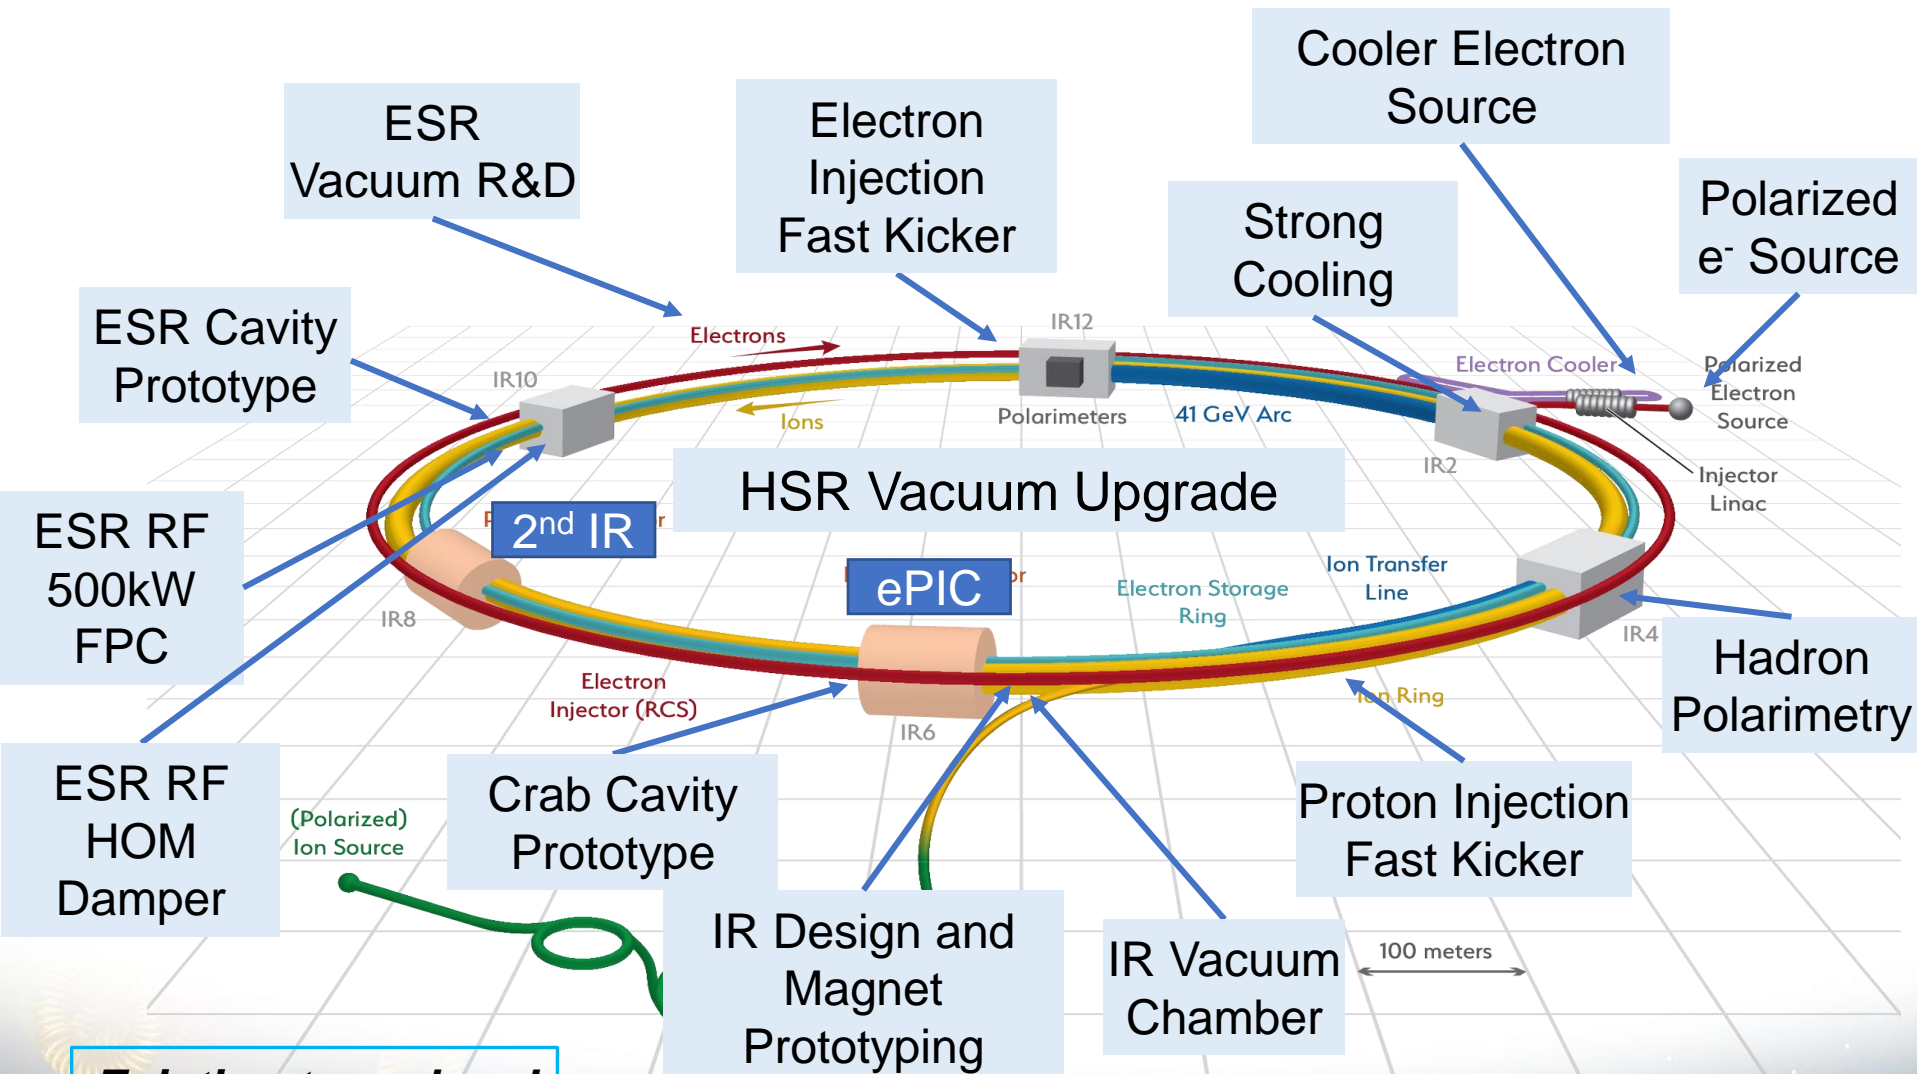 Cooler Electron
Source
ESR
Vacuum R&D
Electron
Injection
Fast Kicker
Strong
Cooling
Polarized
e- Source
ESR Cavity
Prototype
Electrons
IR12
IR10
Ions
Polarimeters
41 GeV Arc
Electron Cooler
Polarized
Electron
Source
IR2
Injector
Linac
HSR Vacuum Upgrade
ESR RF
500kW
FPC
2nd IR
ePIC
Electron Storage
Ring
Ion Transfer
Line
IR8
IR4
Electron
Injector (RCS)
IR6
Ion Ring
Hadron
Polarimetry
ESR RF
HOM
Damper
(Polarized)
Ion Source
Crab Cavity
Prototype
Proton Injection
Fast Kicker
IR Design and
Magnet
Prototyping
IR Vacuum
Chamber
100 meters